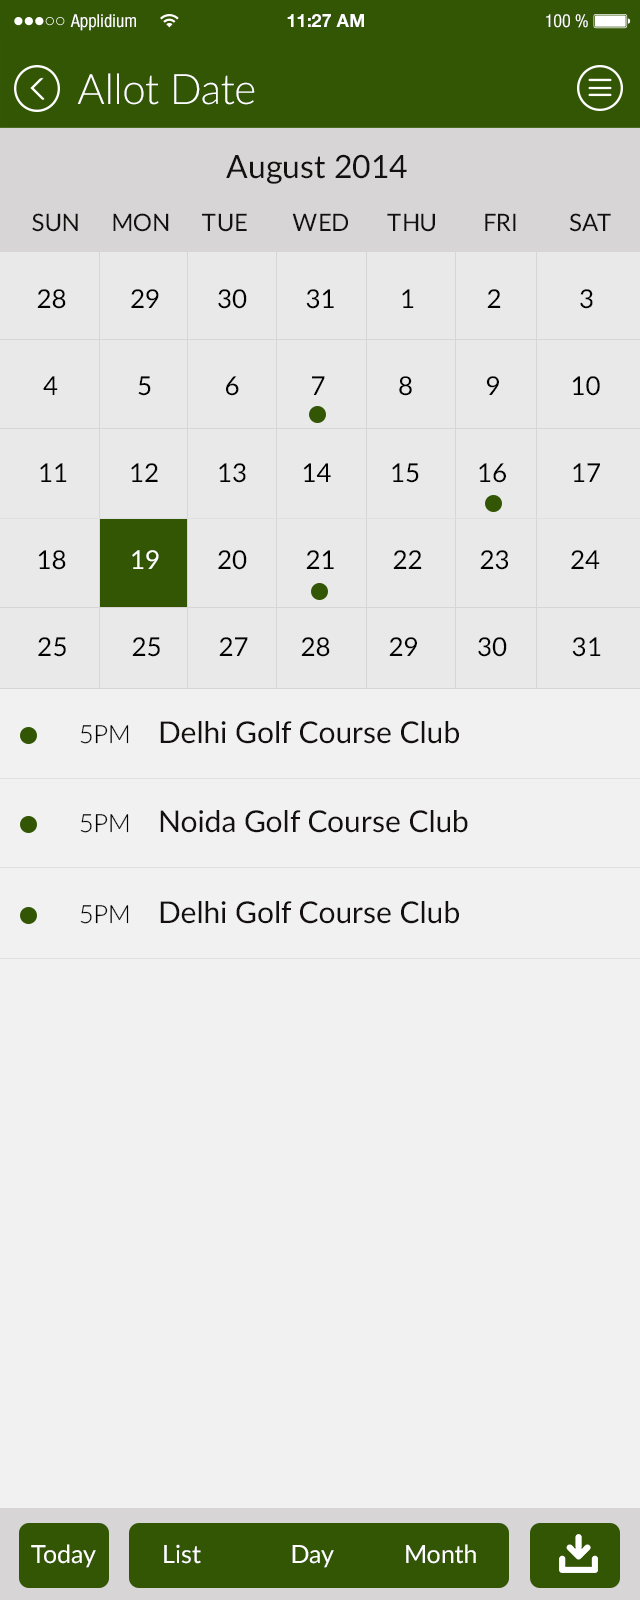 Applidium 11:27 AM 100 %
Allot Date
August 2014
SUN MON TUE WED THU FRI SAT
28 29 30 31 1 2 3
4 5 6 7 8 9 10
11 12 13 14 15 16 17
18 19 20 21 22 23 24
25 25 27 28 29 30 31
5PM Delhi Golf Course Club
5PM Noida Golf Course Club
5PM Delhi Golf Course Club
Today List Day Month